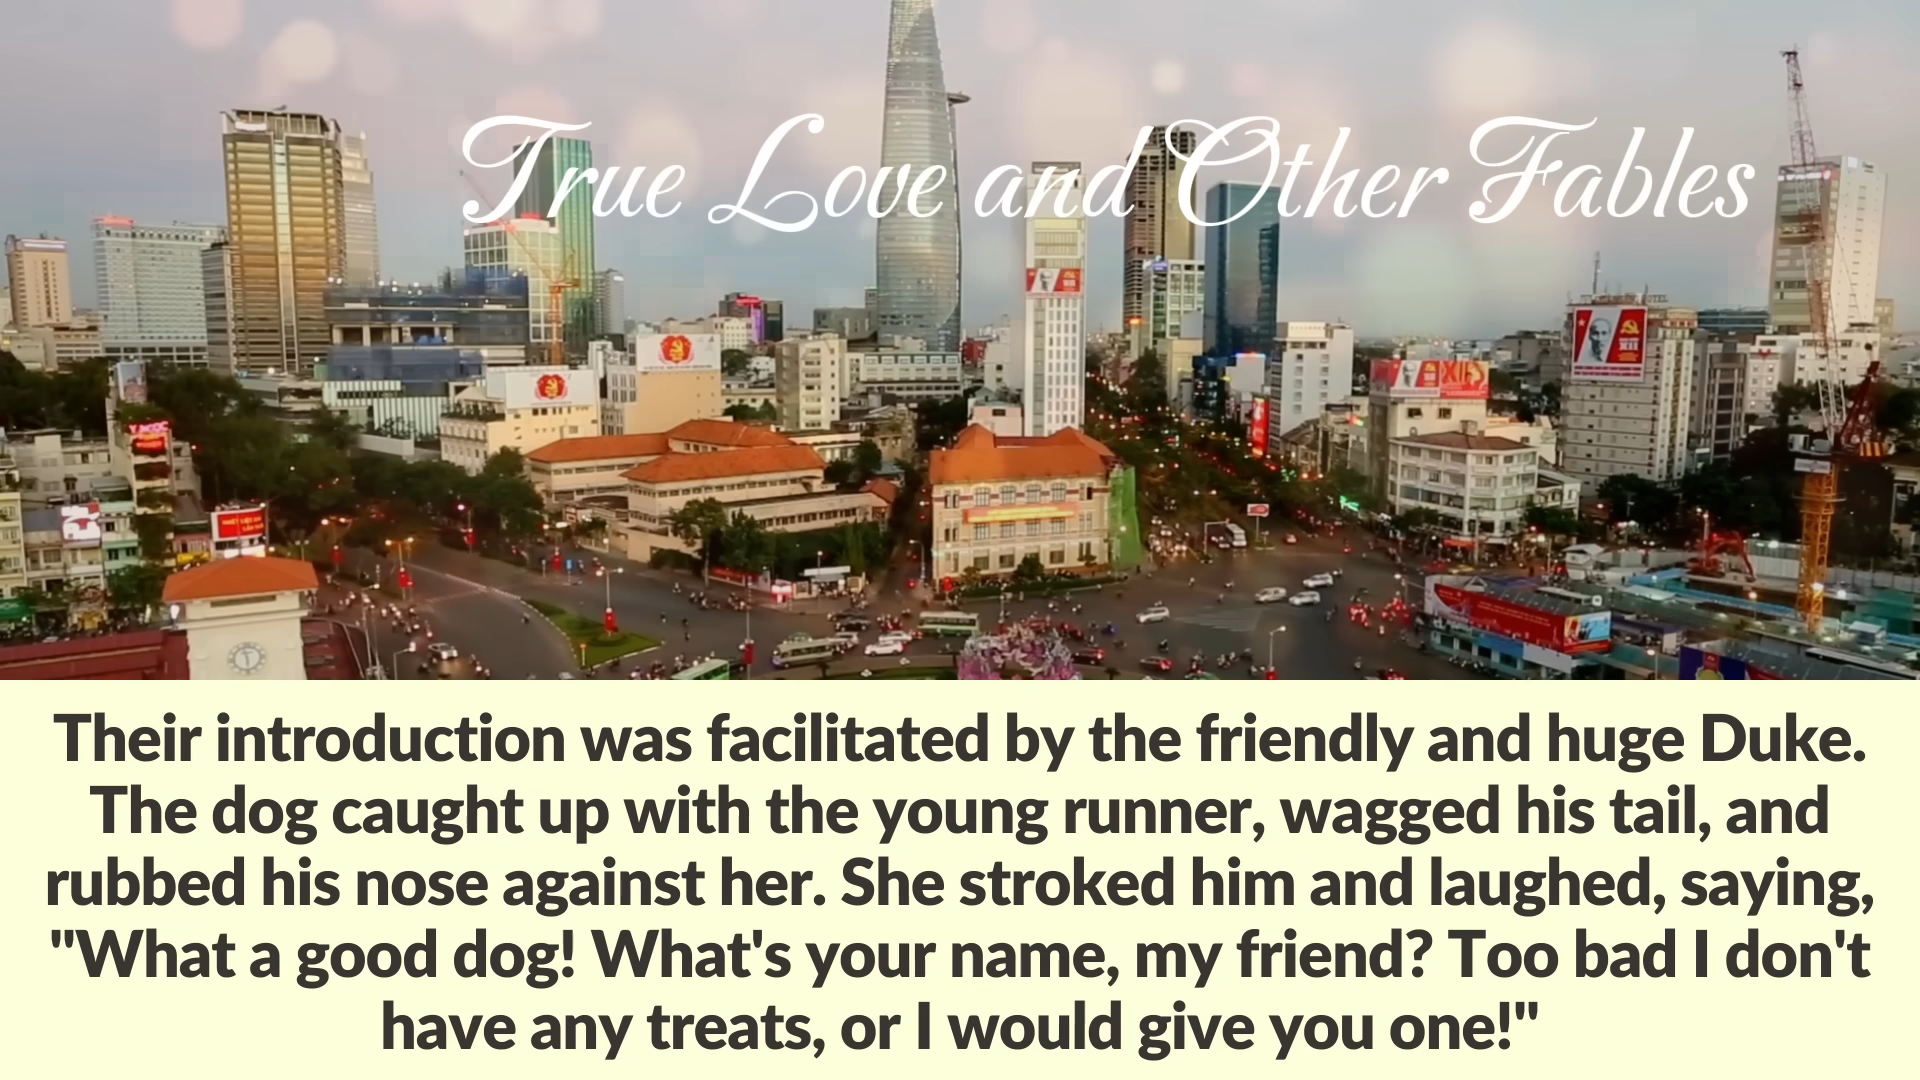 True Love and Other Fables
XII
Their introduction was facilitated by the friendly and huge Duke.
The dog caught up with the young runner, wagged his tail, and
rubbed his nose against her. She stroked him and laughed, saying,
"What a good dog! What's your name, my friend? Too bad I don't
have any treats, or I would give you one!"